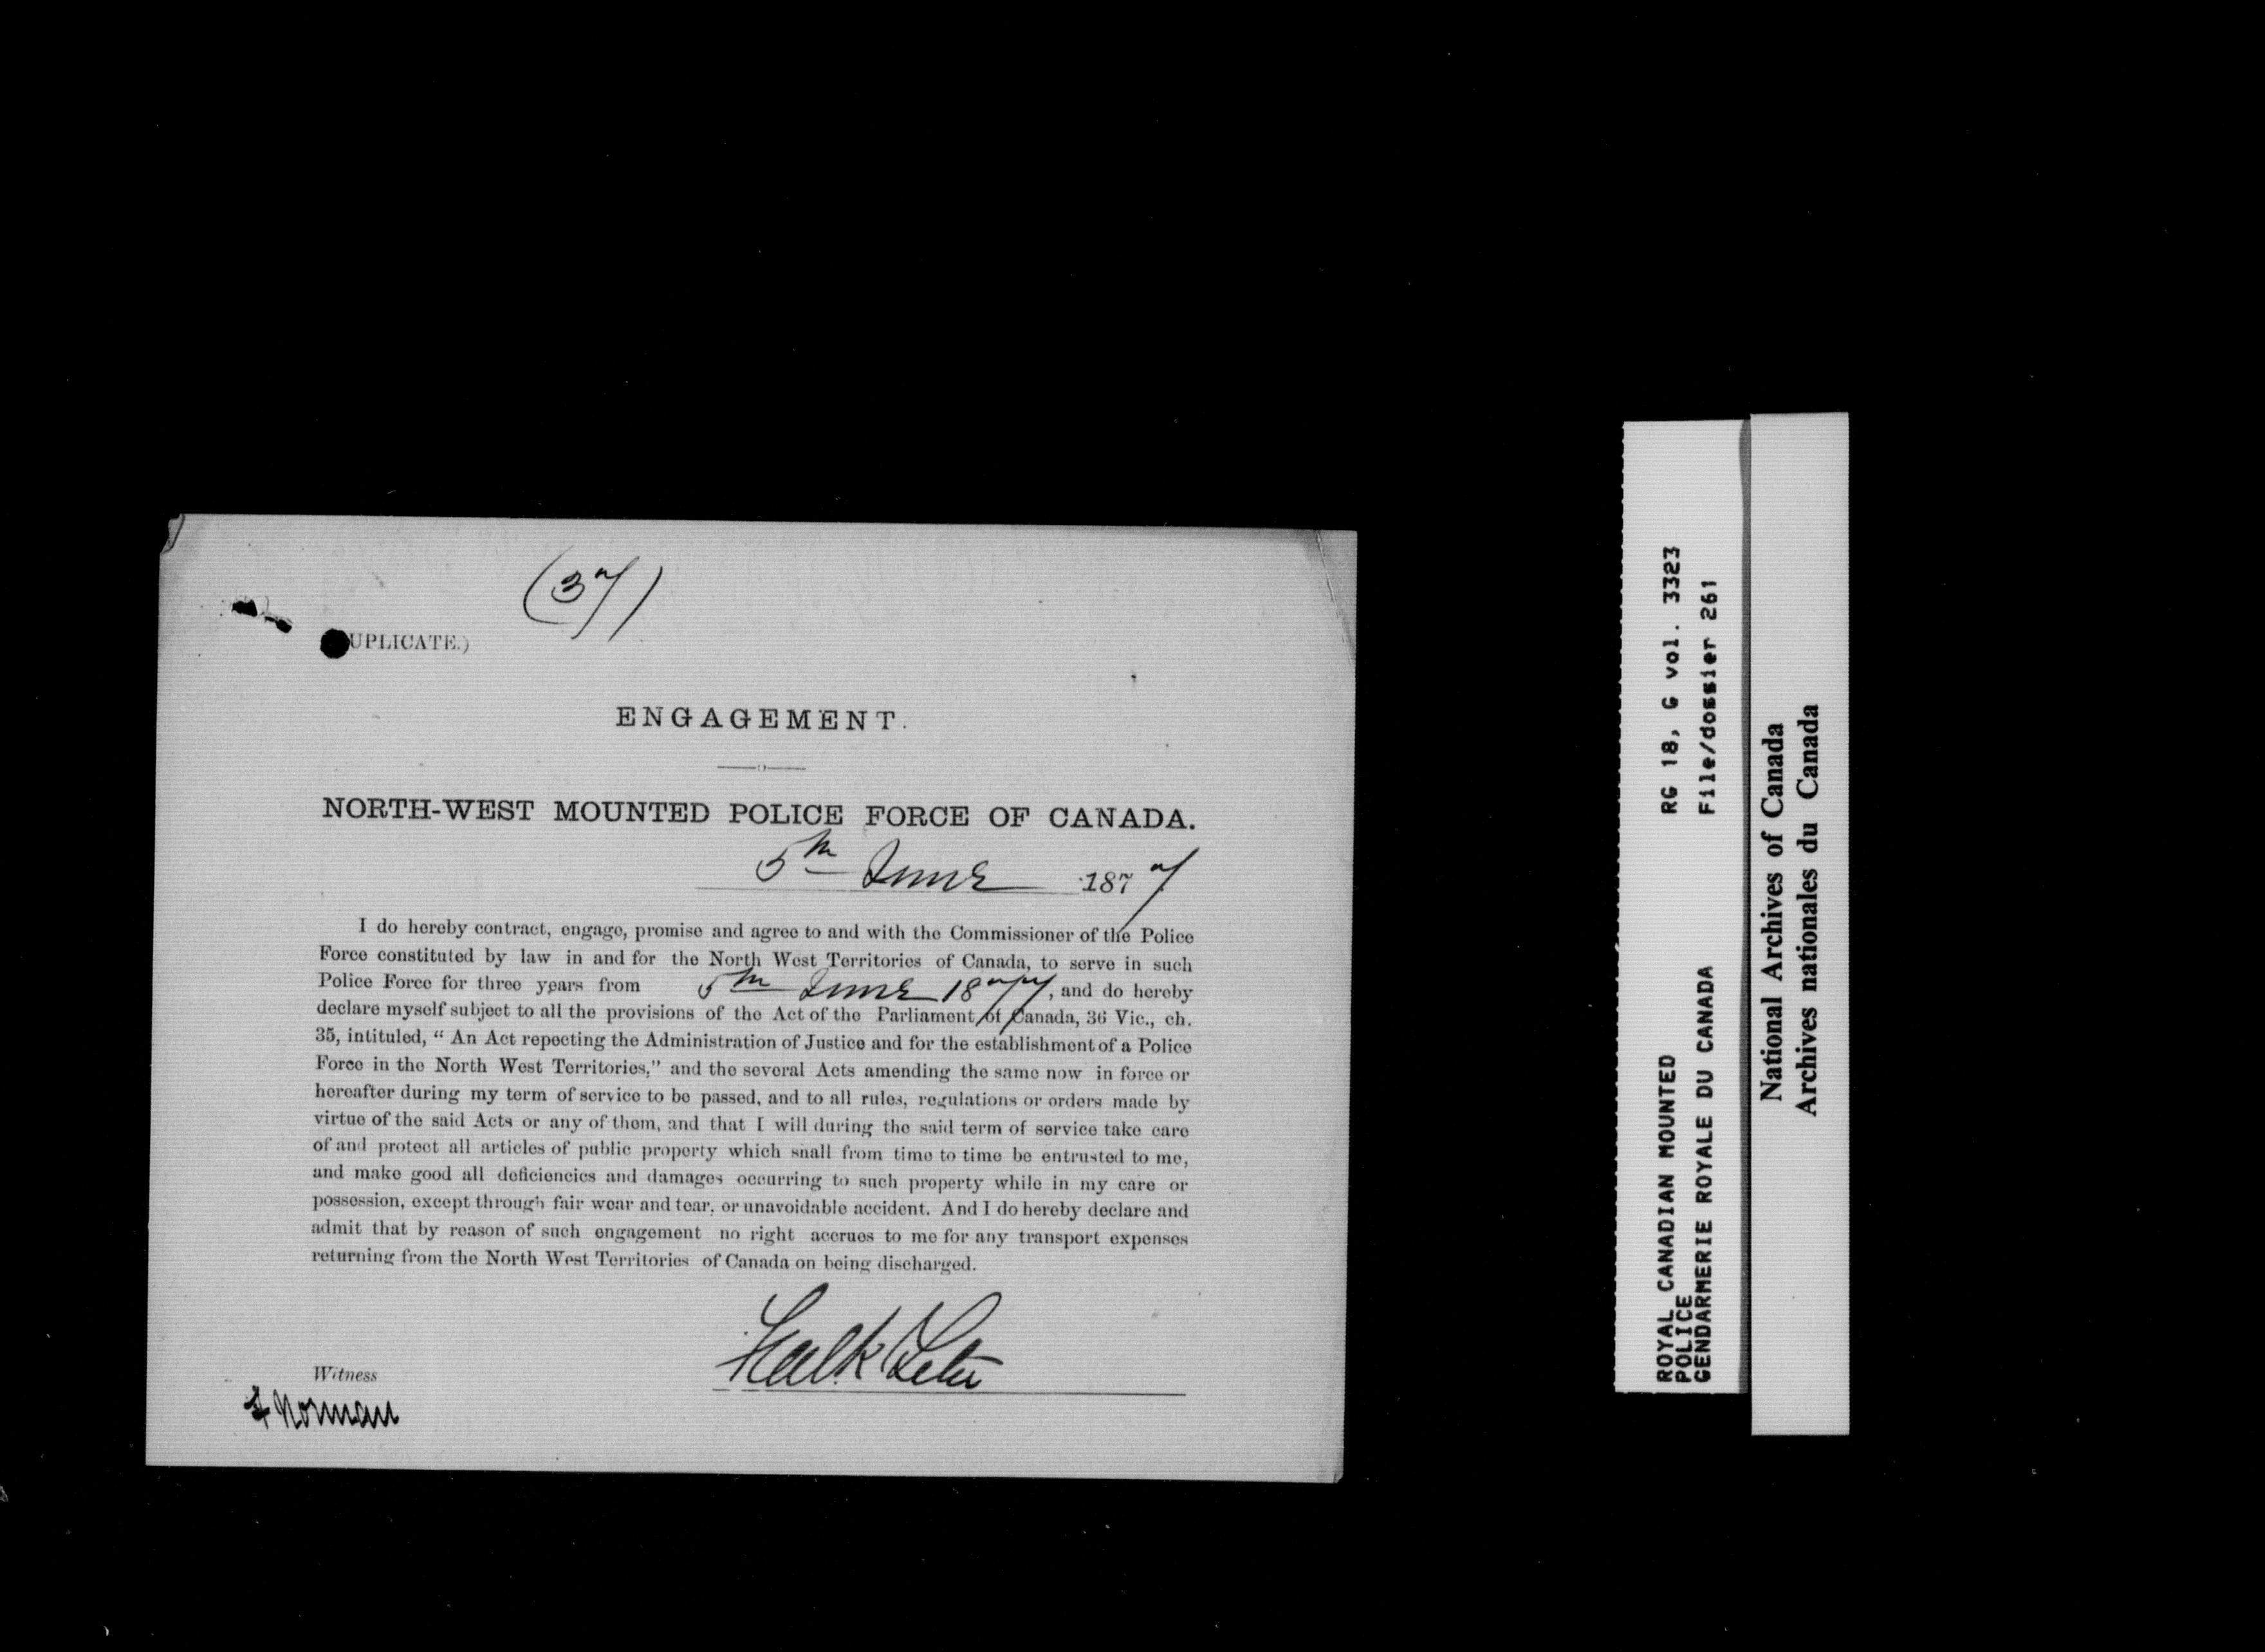 (37)
UPLICATE.)
ENGAGEMENT.
NORTH-WEST MOUNTED POLICE FORCE OF CANADA.
5th June 1877
I do hereby contract, engage, promise and agree to and with the Commissioner of the Police
Force constituted by law in and for the North West Territories of Canada, to serve in such
Police Force for three years from 5th June 1877, and do hereby
declare myself subject to all the provisions of the Act of the Parliament of Canada, 36 Vic., ch.
35, intituled, “ An Act repecting the Administration of Justice and for the establishment of a Police
Force in the North West Territories,” and the several Acts amending the same now in force or
hereafter during my term of service to be passed, and to all rules, regulations or orders made by
virtue of the said Acts or any of them, and that I will during the said term of service take care
of and protect all articles of public property which shall from time to time be entrusted to me,
and make good all deficiencies and damages occurring to such property while in my care or
possession, except through fair wear and tear, or unavoidable accident. And I do hereby declare and
admit that by reason of such engagement no right accrues to me for any transport expenses
returning from the North West Territories of Canada on being discharged.
Witness
Norman
ROYAL CANADIAN MOUNTED
POLICE
GENDARMERIE ROYALE DU CANADA
RG 18, G vol. 3323
File/dossier 261
National Archives of Canada
Archives nationales du Canada